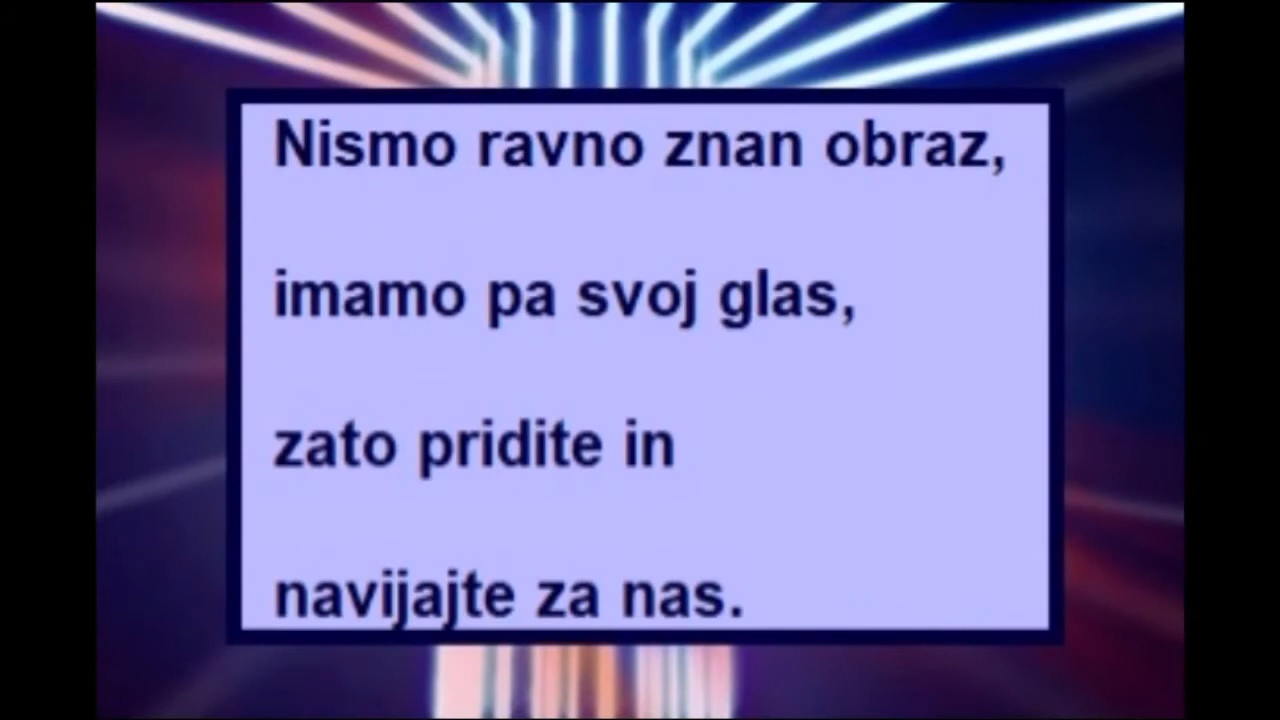 Nismo ravno znan obraz,
imamo pa svoj glas,
zato pridite in
navijajte za nas.